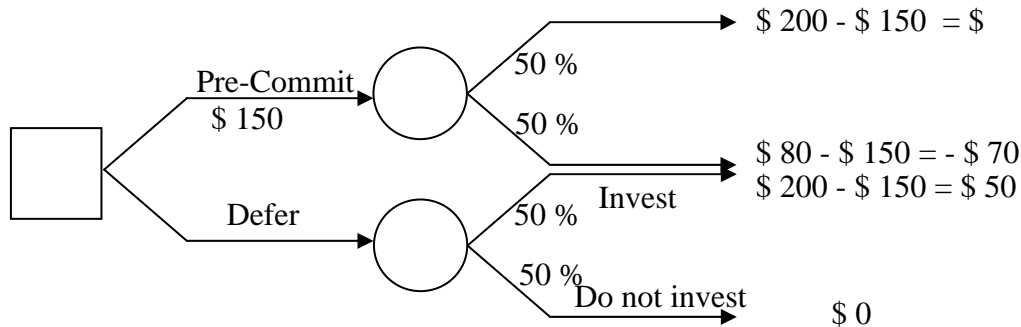 $ 200 - $ 150 = $
50 %
Pre-Commit
$ 150
50 %
$ 80 - $ 150 = - $ 70
$ 200 - $ 150 = $ 50
Invest
Defer
50 %
50 %
Do not invest
$ 0